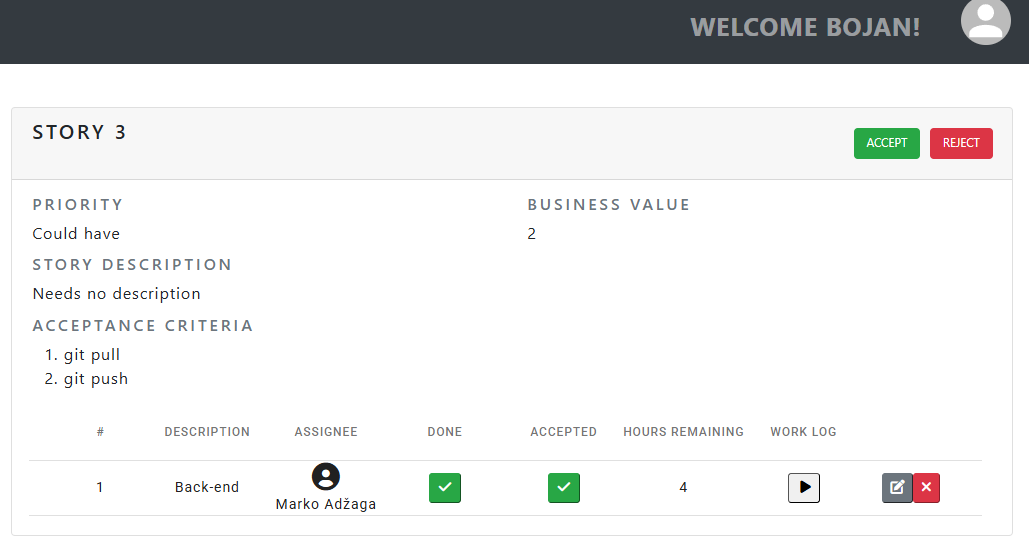 WELCOME BOJAN!
STORY 3
ACCEPT REJECT
PRIORITY BUSINESS VALUE
Could have 2
STORY DESCRIPTION
Needs no description
ACCEPTANCE CRITERIA
1. git pull
2. git push
# DESCRIPTION ASSIGNEE DONE ACCEPTED HOURS REMAINING WORK LOG
1 Back-end Marko Adžaga 4